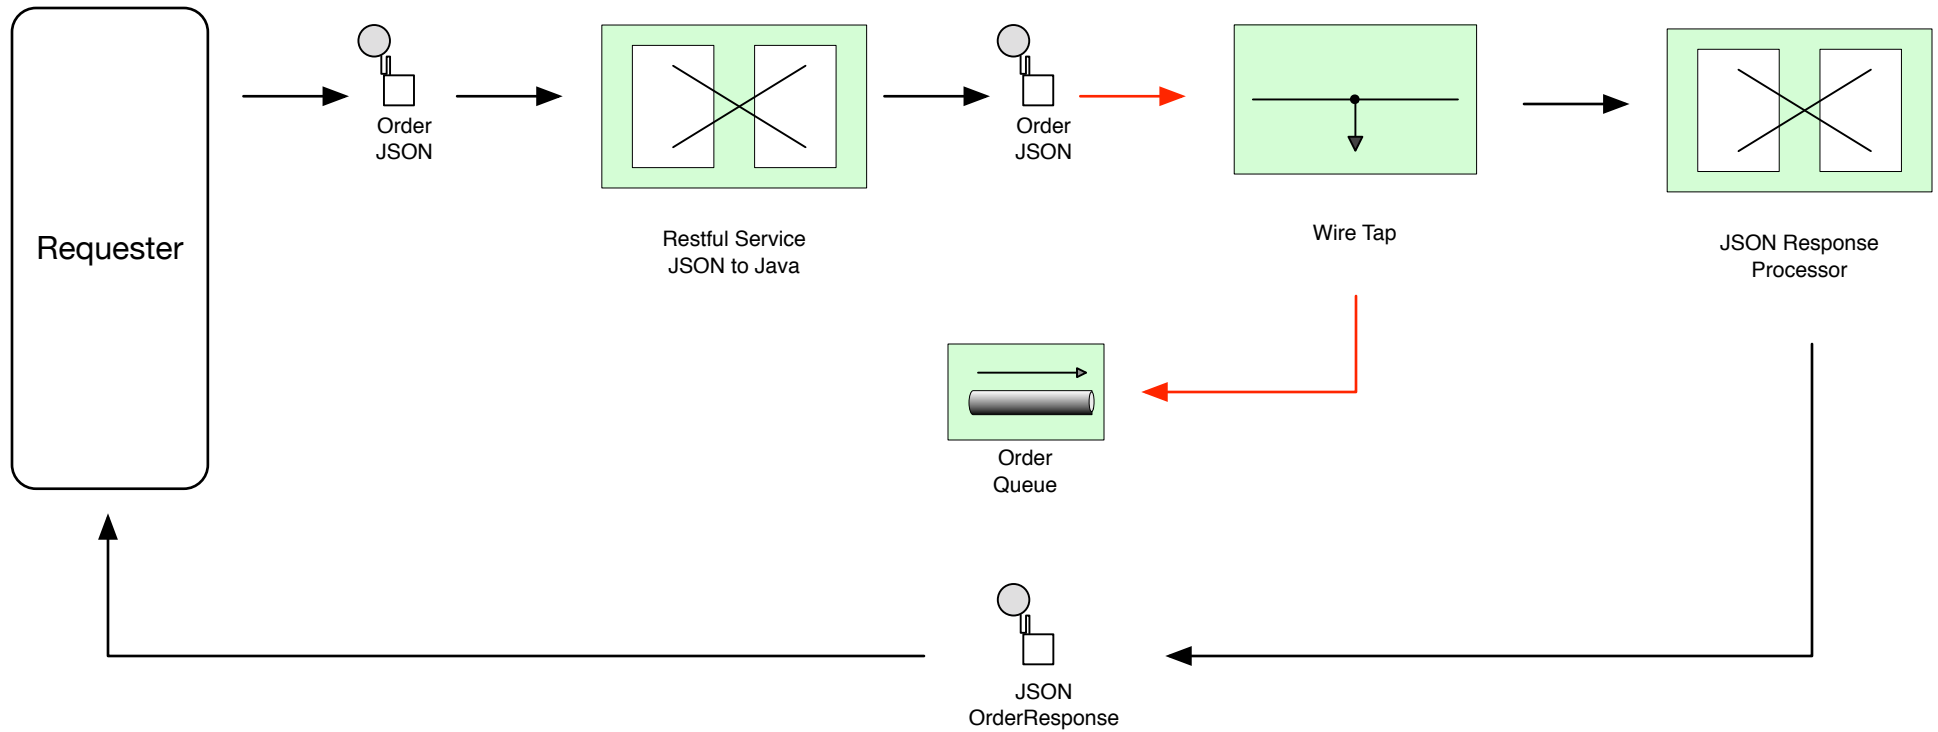 Requester
Order
JSON
Restful Service
JSON to Java
Order
JSON
Wire Tap
JSON Response
Processor
Order
Queue
JSON
OrderResponse